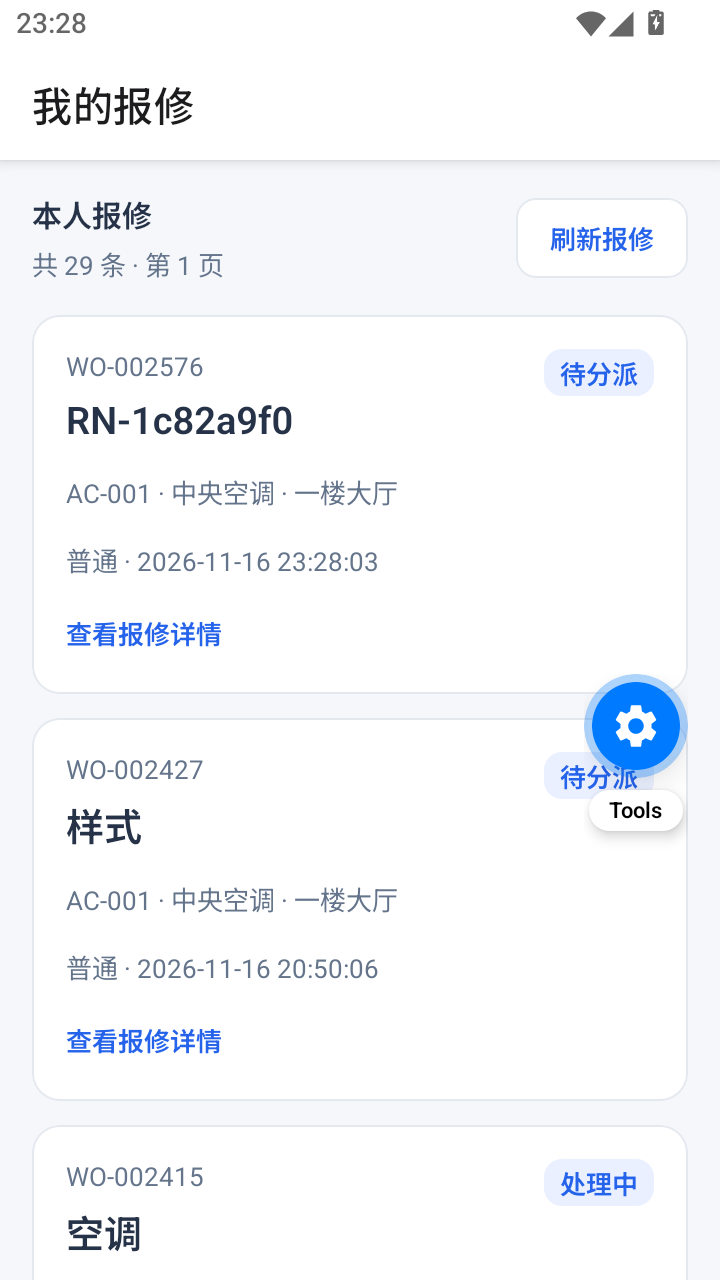 23:28
我的报修
本人报修
共 29 条 · 第 1 页
刷新报修
WO-002576
待分派
RN-1c82a9f0
AC-001 · 中央空调 · 一楼大厅
普通 · 2026-11-16 23:28:03
查看报修详情
WO-002427
待分派
Tools
样式
AC-001 · 中央空调 · 一楼大厅
普通 · 2026-11-16 20:50:06
查看报修详情
WO-002415
处理中
空调